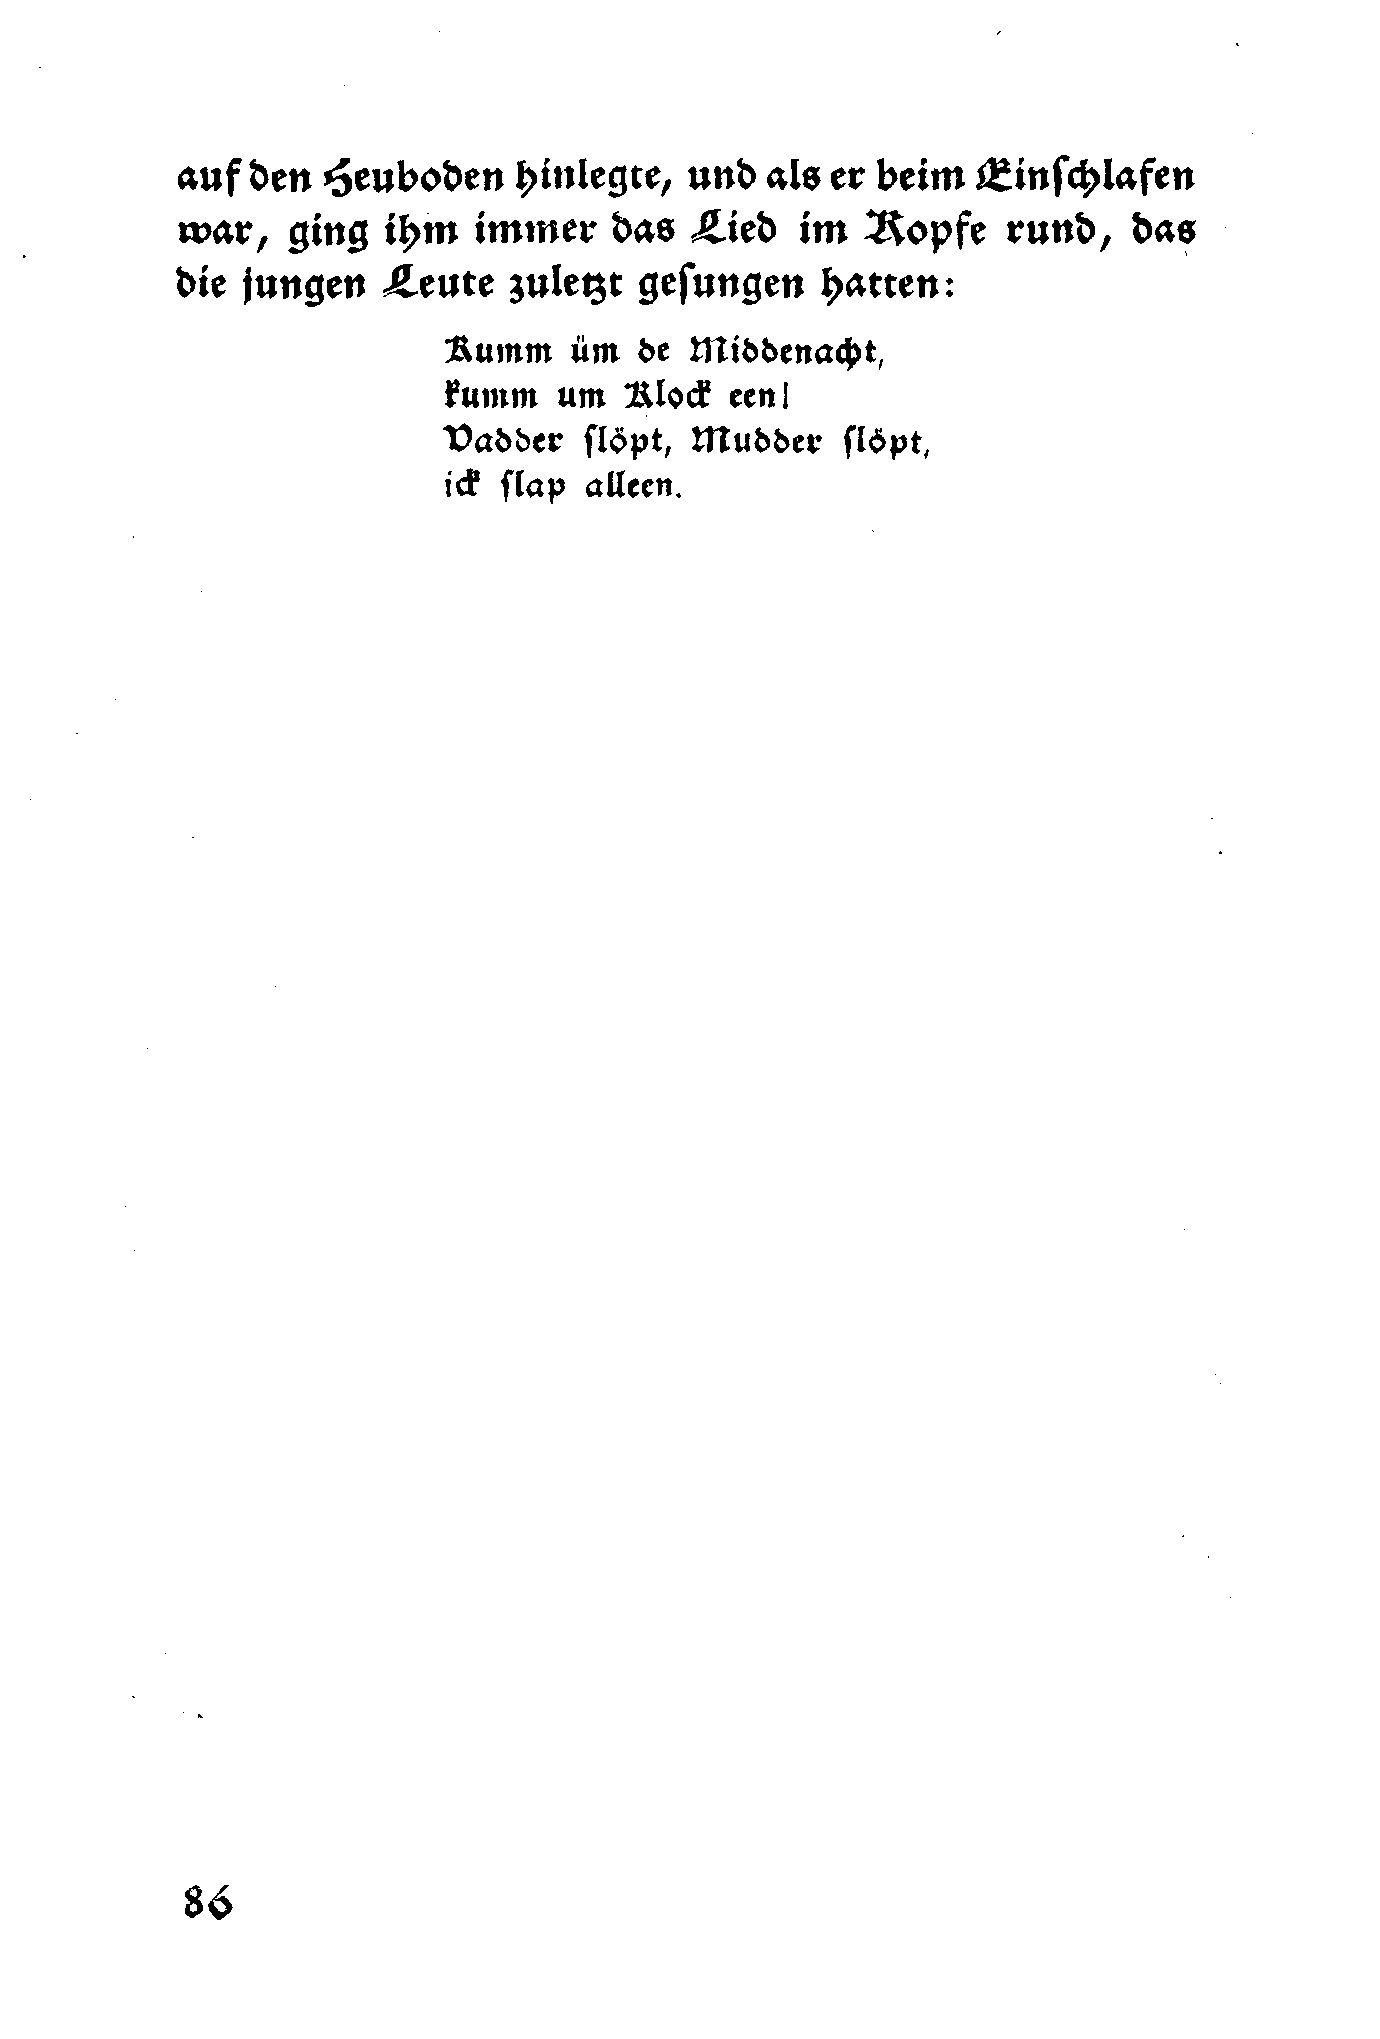 auf den Heuboden hinlegte, und als er beim Einſchlafen
war, ging ihm immer das Lied im Kopfe rund, das
die jungen Leute zuletzt geſungen hatten:
Kumm üm de Middenacht,
kumm um Klock een!
Vadder ſlöpt, Mudder ſlöpt,
ick ſlap alleen.
86